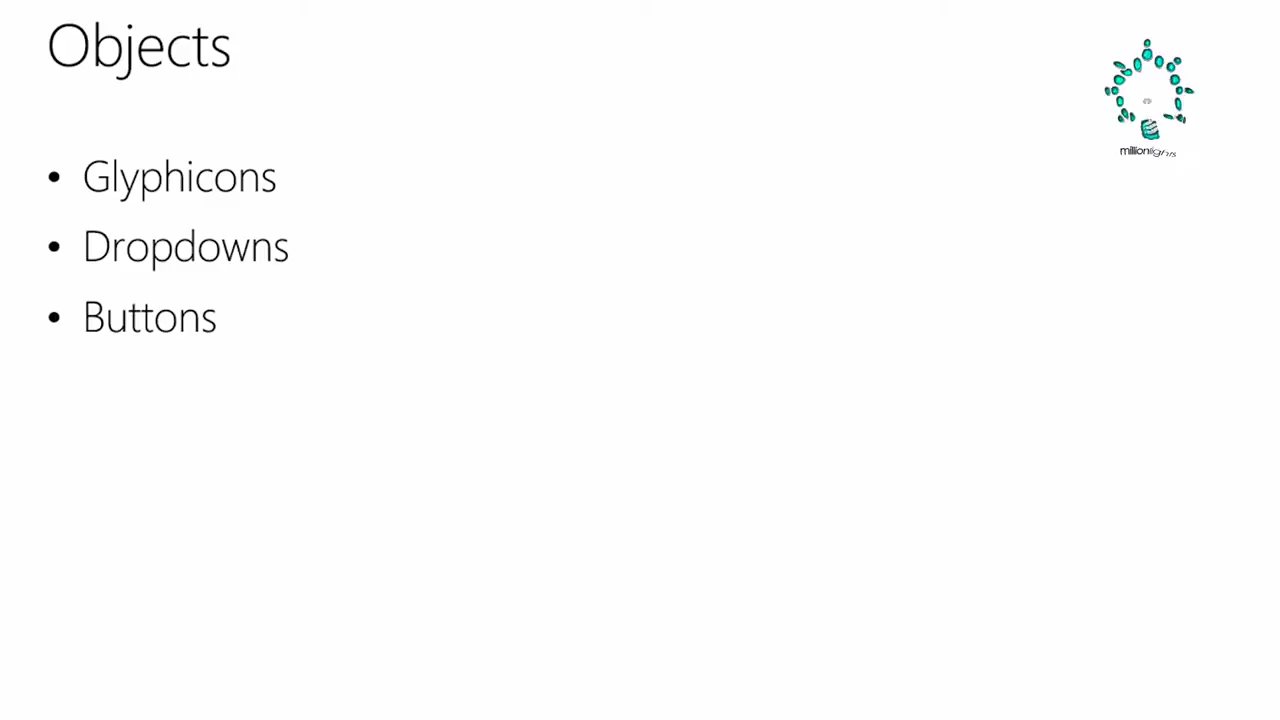 Objects
• Glyphicons
• Dropdowns
• Buttons
millionlights